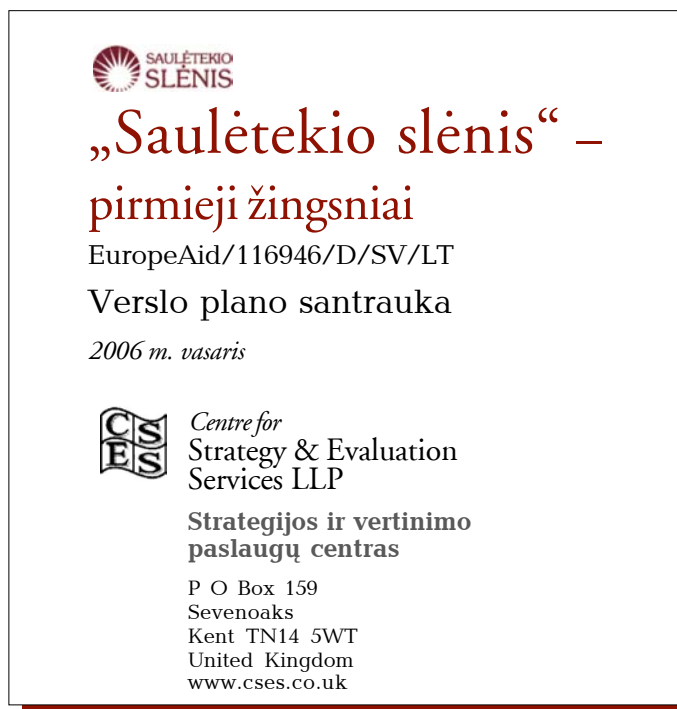 SAULĖTEKIO
SLĖNIS
„Saulėtekio slėnis“ –
pirmieji žingsniai
EuropeAid/116946/D/SV/LT
Verslo plano santrauka
2006 m. vasaris
CS
ES
Centre for
Strategy & Evaluation
Services LLP
Strategijos ir vertinimo
paslaugų centras
P O Box 159
Sevenoaks
Kent TN14 5WT
United Kingdom
www.cses.co.uk